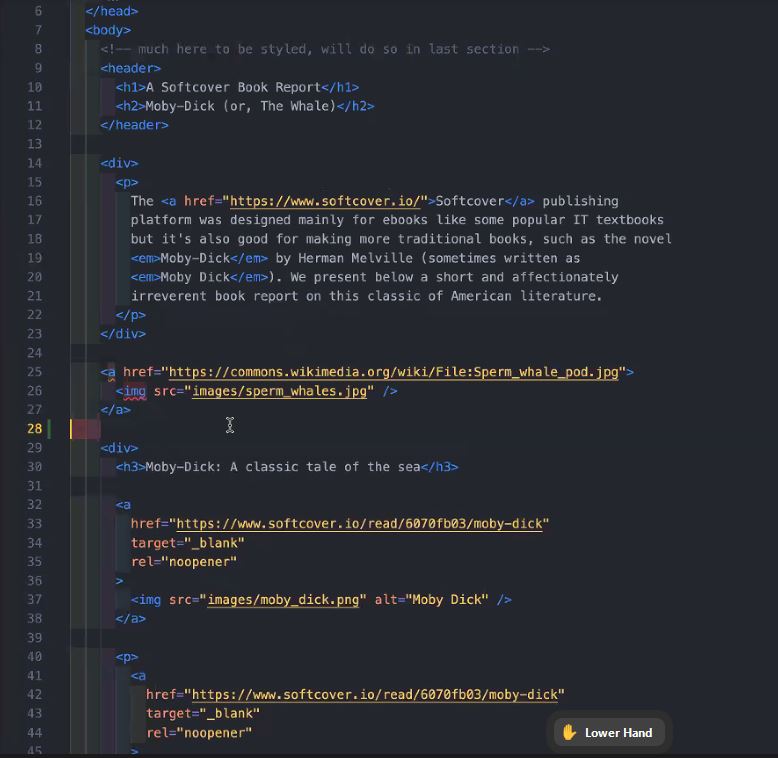 6 </head>
7 <body>
8 <!-- much here to be styled, will do so in last section -->
9 <header>
10 <h1>A Softcover Book Report</h1>
11 <h2>Moby-Dick (or, The Whale)</h2>
12 </header>
13
14 <div>
15 <p>
16 The <a href="https://www.softcover.io/">Softcover</a> publishing
17 platform was designed mainly for ebooks like some popular IT textbooks
18 but it's also good for making more traditional books, such as the novel
19 <em>Moby-Dick</em> by Herman Melville (sometimes written as
20 <em>Moby Dick</em>). We present below a short and affectionately
21 irreverent book report on this classic of American literature.
22 </p>
23 </div>
24
25 <a href="https://commons.wikimedia.org/wiki/File:Sperm_whale_pod.jpg">
26 <img src="images/sperm_whales.jpg" />
27 </a>
28
29 <div>
30 <h3>Moby-Dick: A classic tale of the sea</h3>
31
32 <a
33 href="https://www.softcover.io/read/6070fb03/moby-dick"
34 target="_blank"
35 rel="noopener"
36 >
37 <img src="images/moby_dick.png" alt="Moby Dick" />
38 </a>
39
40 <p>
41 <a
42 href="https://www.softcover.io/read/6070fb03/moby-dick"
43 target="_blank"
44 rel="noopener"
45 >
Lower Hand